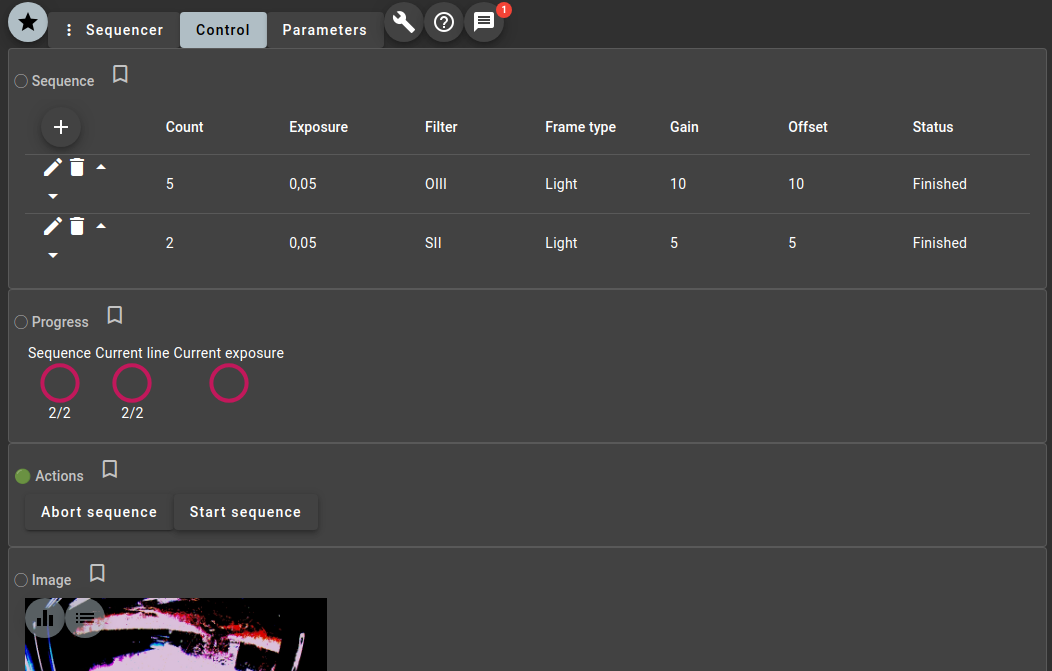 Sequencer Control Parameters 1
Sequence
Count Exposure Filter Frame type Gain Offset Status
5 0,05 OIII Light 10 10 Finished
2 0,05 SII Light 5 5 Finished
Progress
Sequence Current line Current exposure
2/2 2/2
Actions
Abort sequence Start sequence
Image